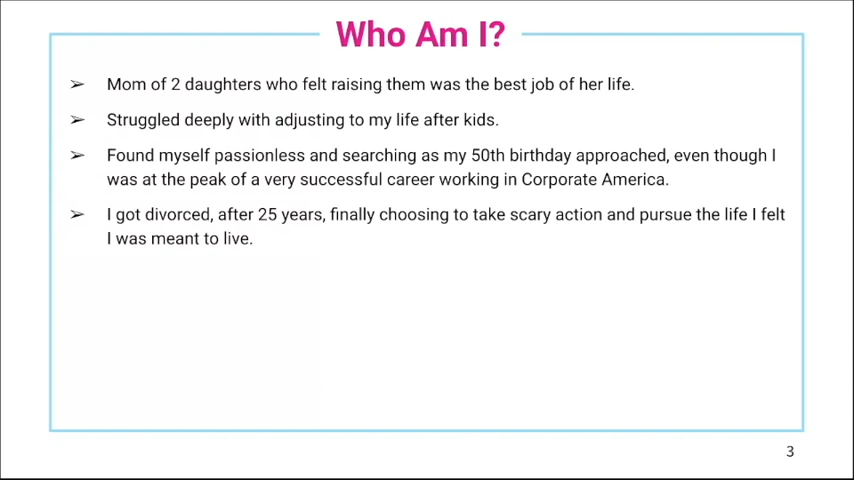 Who Am I?
➢ Mom of 2 daughters who felt raising them was the best job of her life.
➢ Struggled deeply with adjusting to my life after kids.
➢ Found myself passionless and searching as my 50th birthday approached, even though I
was at the peak of a very successful career working in Corporate America.
➢ I got divorced, after 25 years, finally choosing to take scary action and pursue the life I felt
I was meant to live.
3